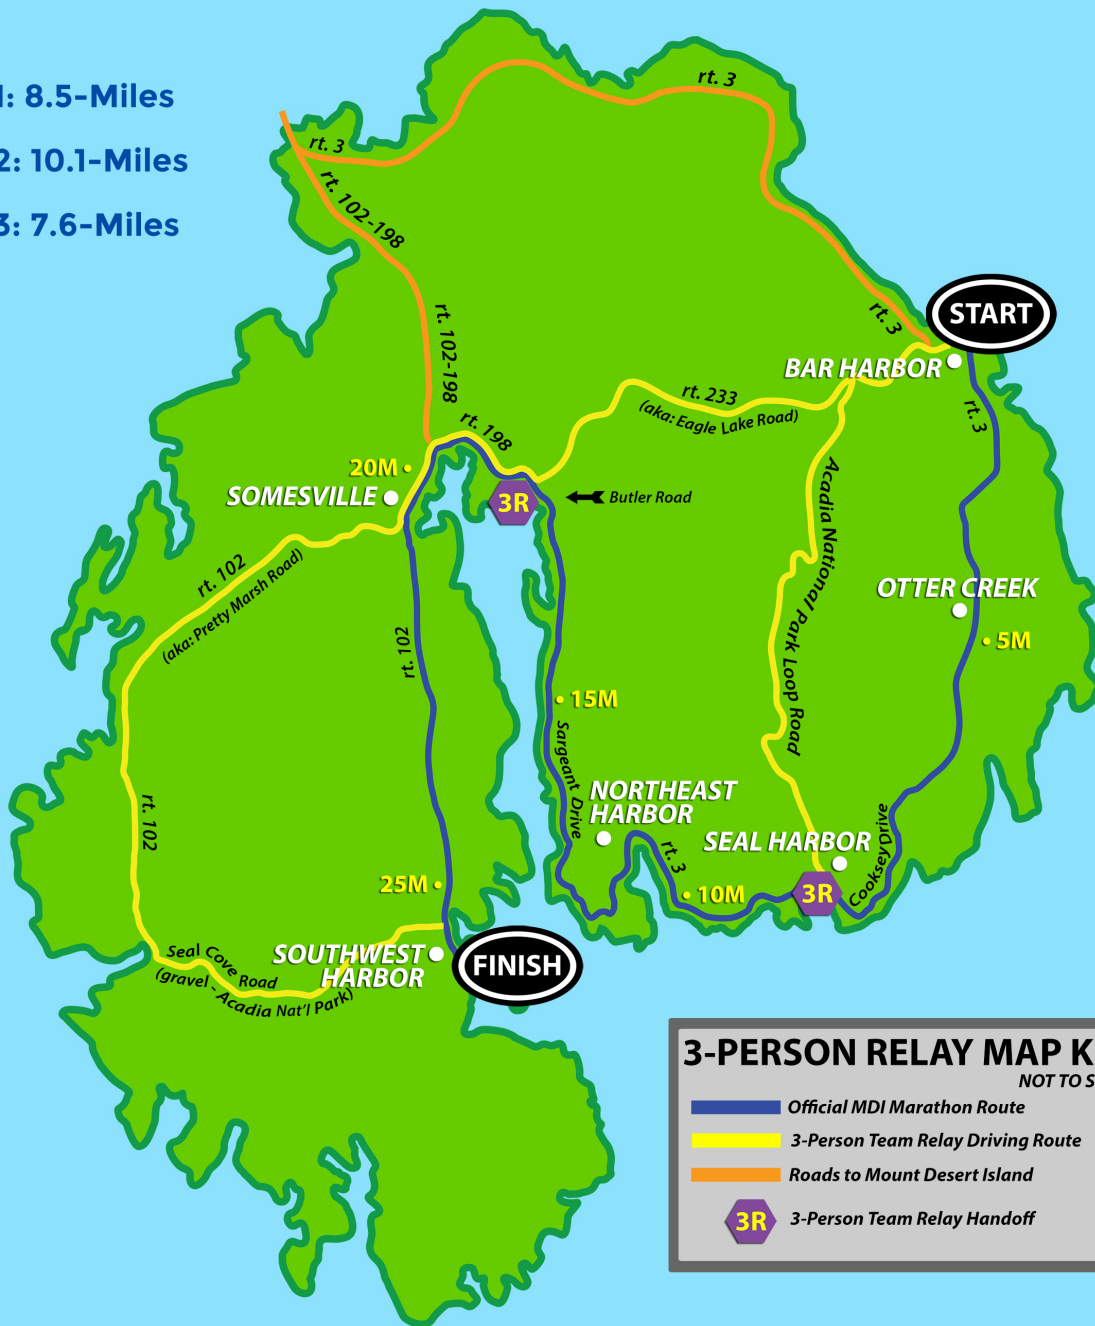 1: 8.5-Miles
2: 10.1-Miles
3: 7.6-Miles
rt. 3
rt. 3
rt. 102-198
rt. 102-198
rt. 3
START
BAR HARBOR
rt. 3
rt. 233
(aka: Eagle Lake Road)
rt. 198
20M
SOMESVILLE
3R
Butler Road
Acadia National Park Loop Road
rt. 102
(aka: Pretty Marsh Road)
OTTER CREEK
5M
rt. 102
15M
Sargeant Drive
NORTHEAST
HARBOR
rt. 102
SEAL HARBOR
rt. 3
Cooksey Drive
25M
10M
3R
SOUTHWEST
HARBOR
FINISH
Seal Cove Road
(gravel - Acadia Nat'l Park)
3-PERSON RELAY MAP K
NOT TO S
Official MDI Marathon Route
3-Person Team Relay Driving Route
Roads to Mount Desert Island
3R
3-Person Team Relay Handoff